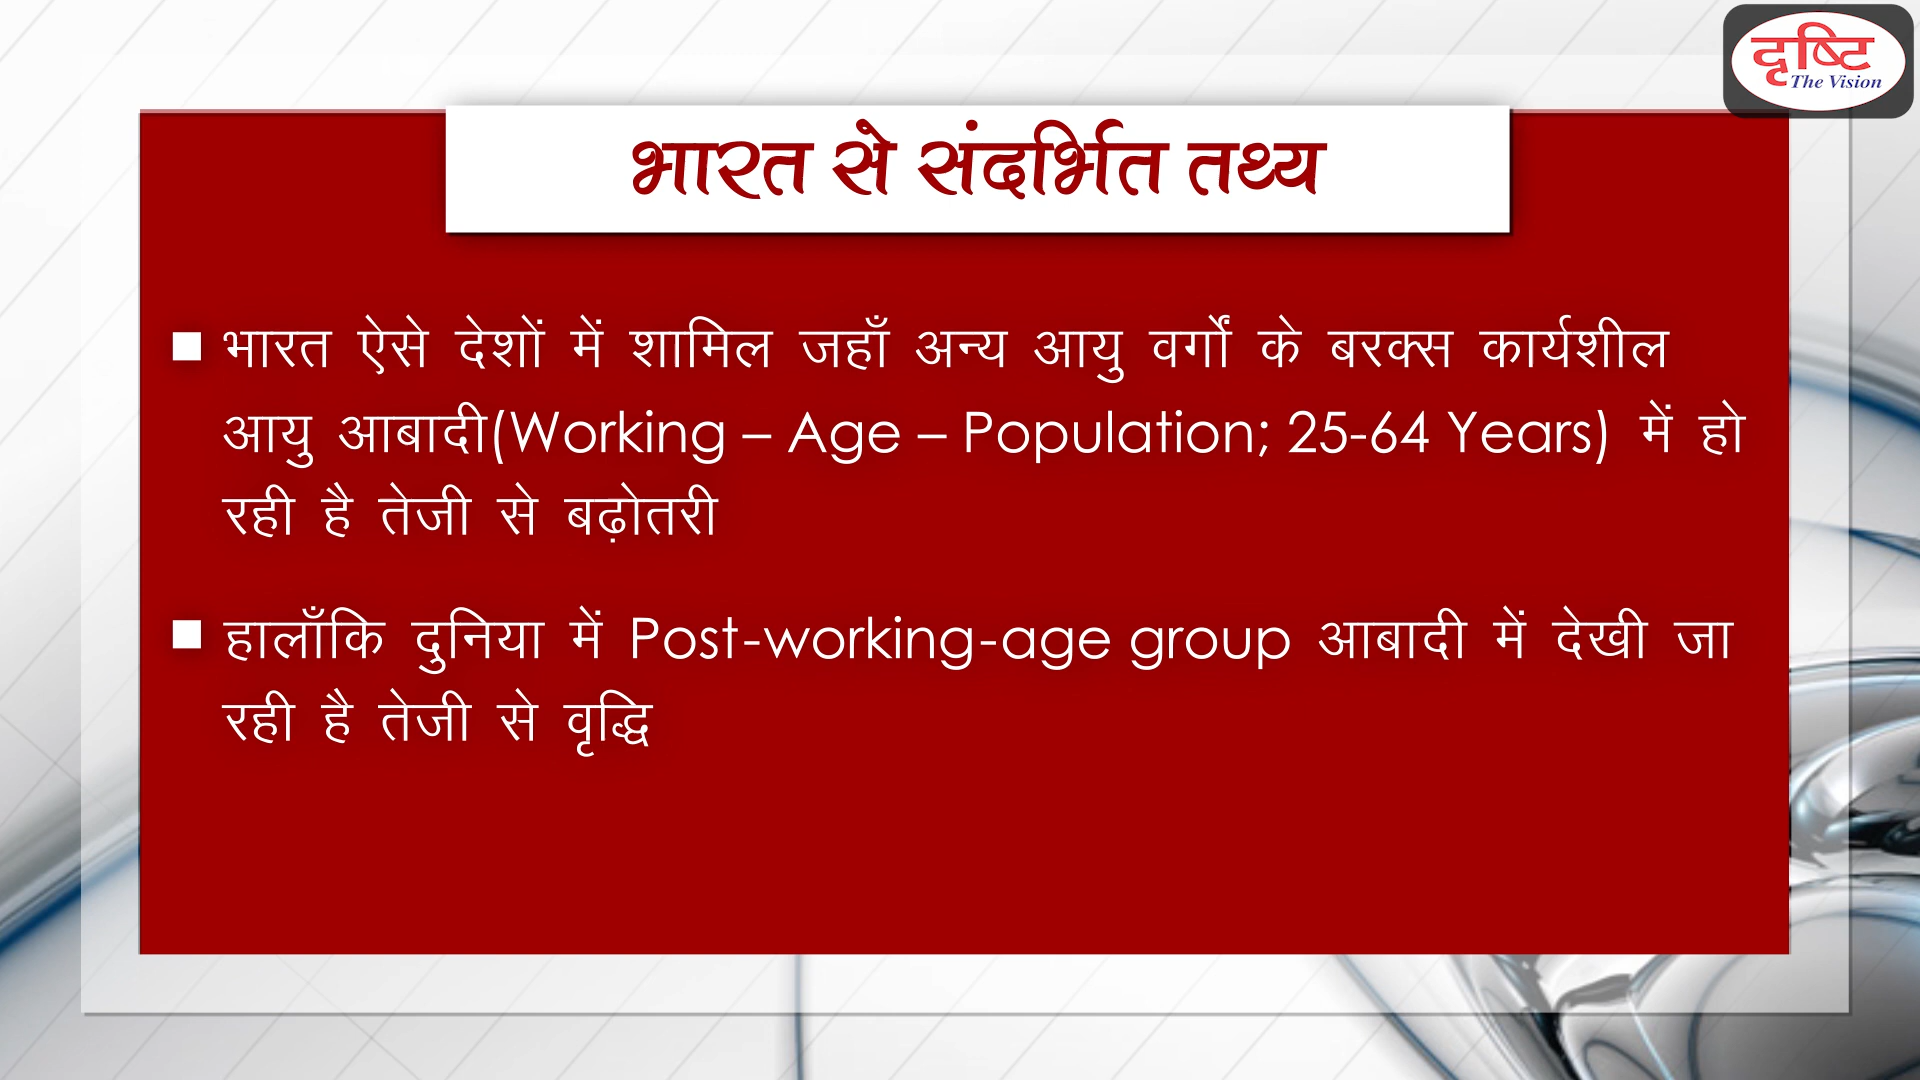 दृष्टि
The Vision
भारत से संदर्भित तथ्य
■ भारत ऐसे देशों में शामिल जहाँ अन्य आयु वर्गों के बरक्स कार्यशील
आयु आबादी(Working – Age – Population; 25-64 Years) में हो
रही है तेजी से बढ़ोतरी
■ हालाँकि दुनिया में Post-working-age group आबादी में देखी जा
रही है तेजी से वृद्धि